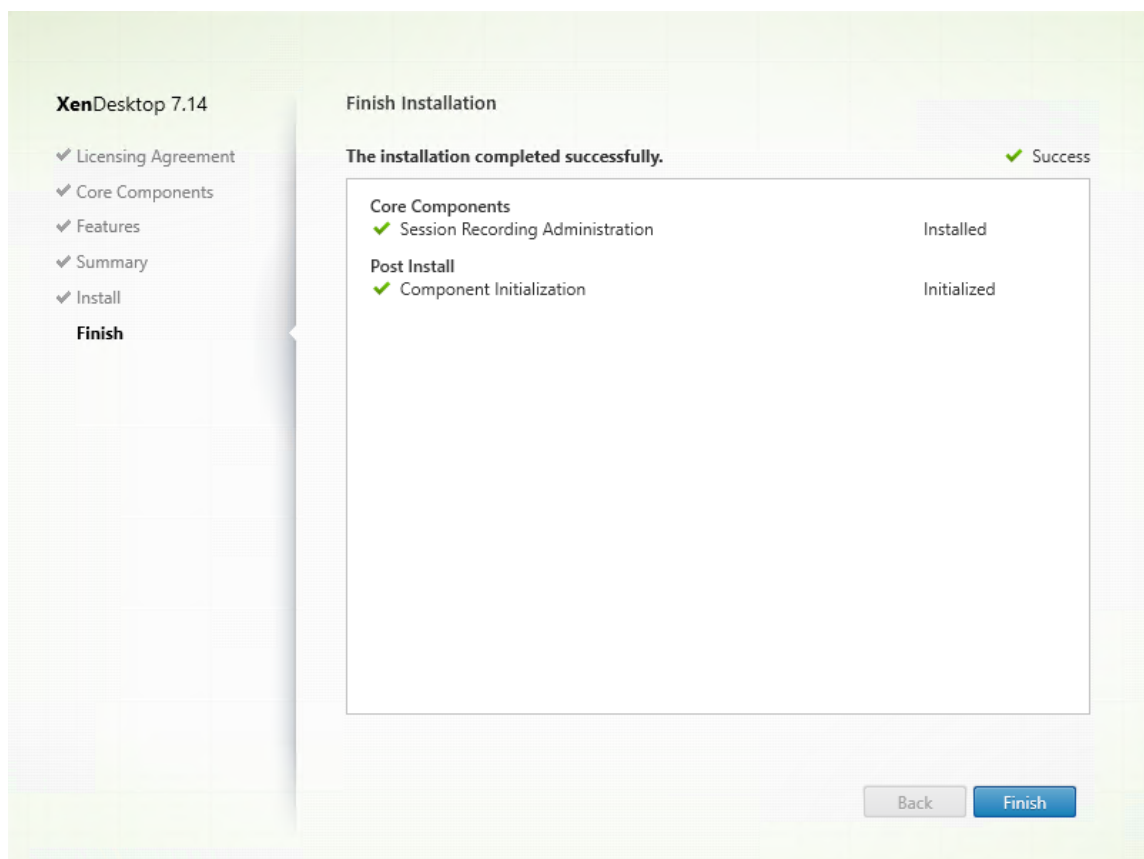 XenDesktop 7.14
Licensing Agreement
Core Components
Features
Summary
Install
Finish
Finish Installation
The installation completed successfully.
Success
Core Components
Session Recording Administration Installed
Post Install
Component Initialization Initialized
Back Finish